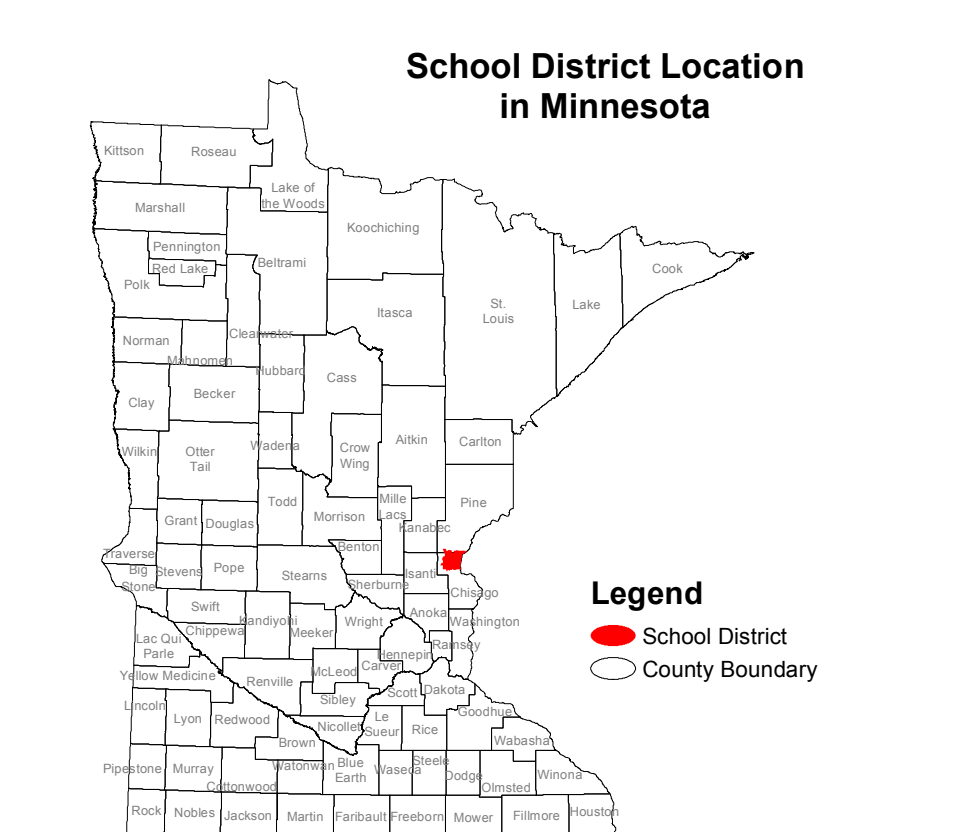 School District Location
in Minnesota
Kittson
Roseau
Lake of
the Woods
Marshall
Koochiching
Pennington
Beltrami
Red Lake
Cook
Polk
St.
Louis
Lake
Itasca
Clearwater
Norman
Mahnomen
Hubbard
Cass
Becker
Clay
Aitkin
Carlton
Wadena
Crow
Wing
Wilkin
Otter
Tail
Todd
Mille
Lacs
Pine
Morrison
Grant
Douglas
Kanabec
Benton
Traverse
Big
Stone
Stevens
Pope
Stearns
Isanti
Sherburne
Chisago
Legend
School District
County Boundary
Swift
Anoka
Kandiyohi
Wright
Washington
Chippewa
Meeker
Lac Qui
Parle
Ramsey
Hennepin
Carver
McLeod
Yellow Medicine
Renville
Scott
Dakota
Sibley
Lincoln
Lyon
Redwood
Nicollet
Le
Sueur
Rice
Goodhue
Wabasha
Brown
Pipestone
Murray
Cottonwood
Watonwan
Blue
Earth
Waseca
Steele
Dodge
Olmsted
Winona
Rock
Nobles
Jackson
Martin
Faribault
Freeborn
Mower
Fillmore
Houston